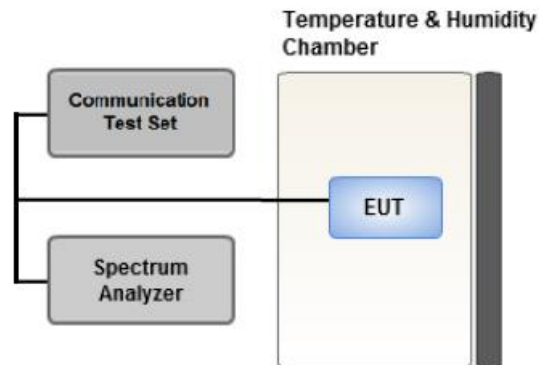 Temperature & Humidity
Chamber
Communication
Test Set
EUT
Spectrum
Analyzer